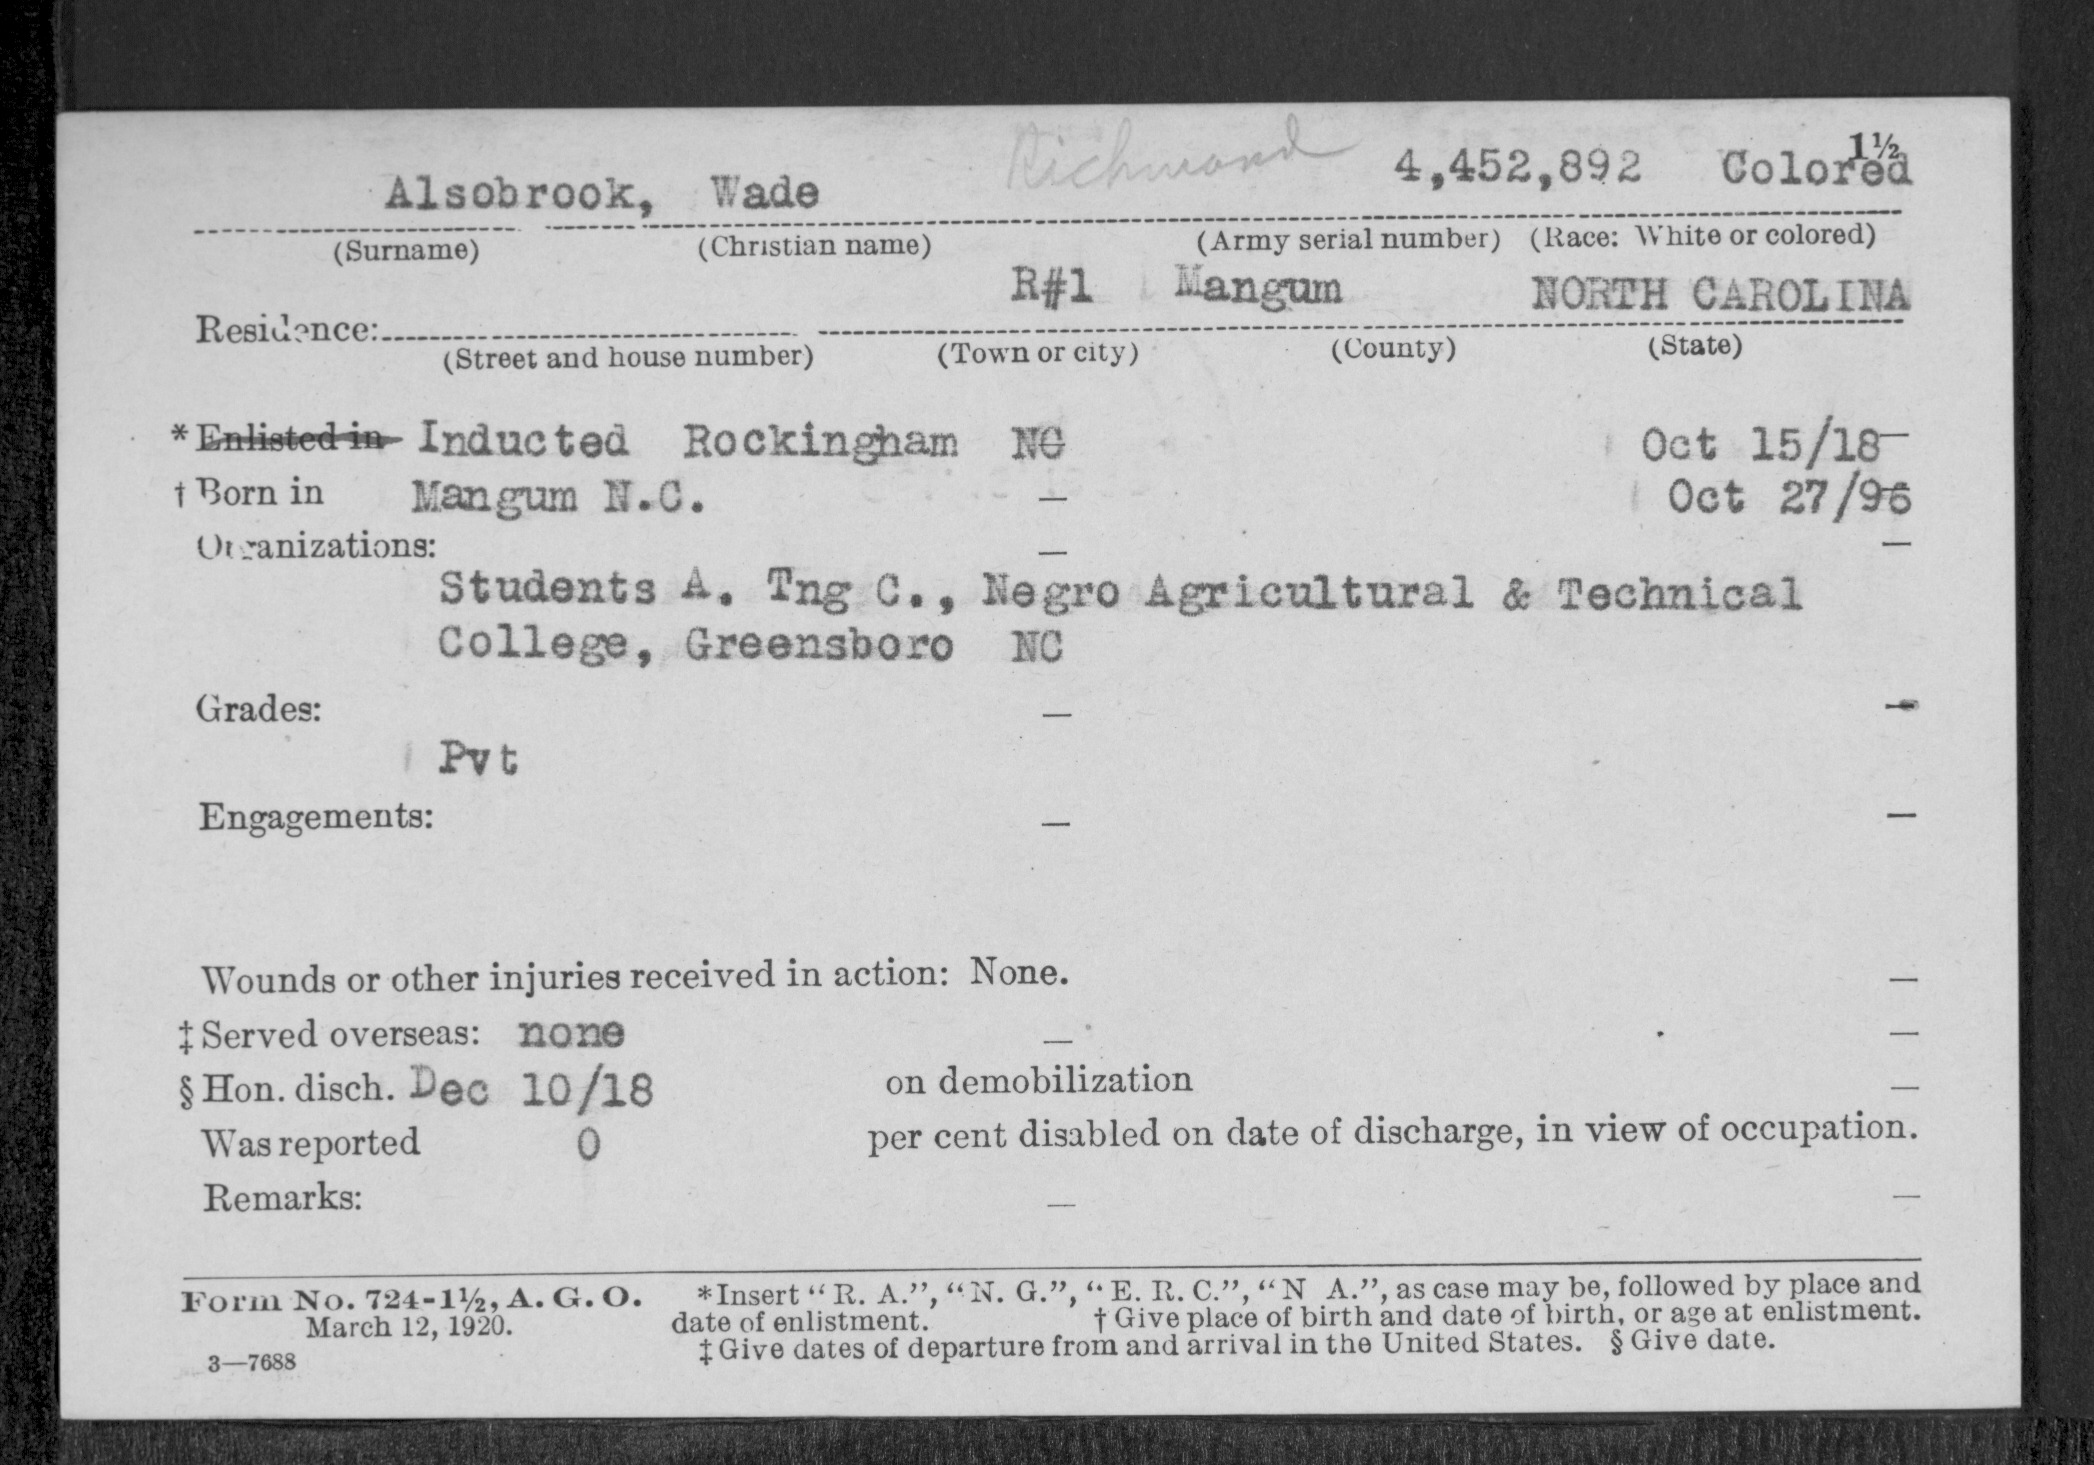 Richmond
1½
Alsobrook, Wade 4,452,892 Colored
(Surname) (Christian name) (Army serial number) (Race: White or colored)
R#1 Mangum NORTH CAROLINA
Residence:
(Street and house number) (Town or city) (County) (State)
* Enlisted in Inducted Rockingham NC Oct 15/18
† Born in Mangum N.C. — Oct 27/96
Organizations: — —
Students A. Tng C., Negro Agricultural & Technical
College, Greensboro NC
Grades: — —
Pvt
Engagements: — —
Wounds or other injuries received in action: None. —
‡ Served overseas: none — —
§ Hon. disch. Dec 10/18 on demobilization —
Was reported 0 per cent disabled on date of discharge, in view of occupation.
Remarks: — —
Form No. 724-1½, A. G. O. *Insert "R. A.", "N. G.", "E. R. C.", "N A.", as case may be, followed by place and
March 12, 1920. date of enlistment. † Give place of birth and date of birth, or age at enlistment.
3—7688 ‡ Give dates of departure from and arrival in the United States. § Give date.